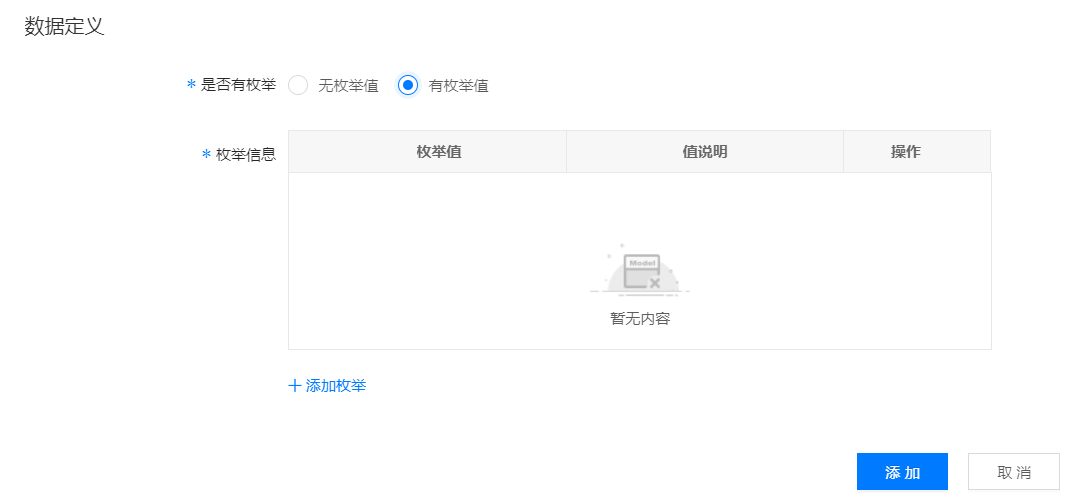 数据定义
* 是否有枚举 无枚举值 有枚举值
* 枚举信息 枚举值 值说明 操作
Model
暂无内容
+ 添加枚举
添加 取消